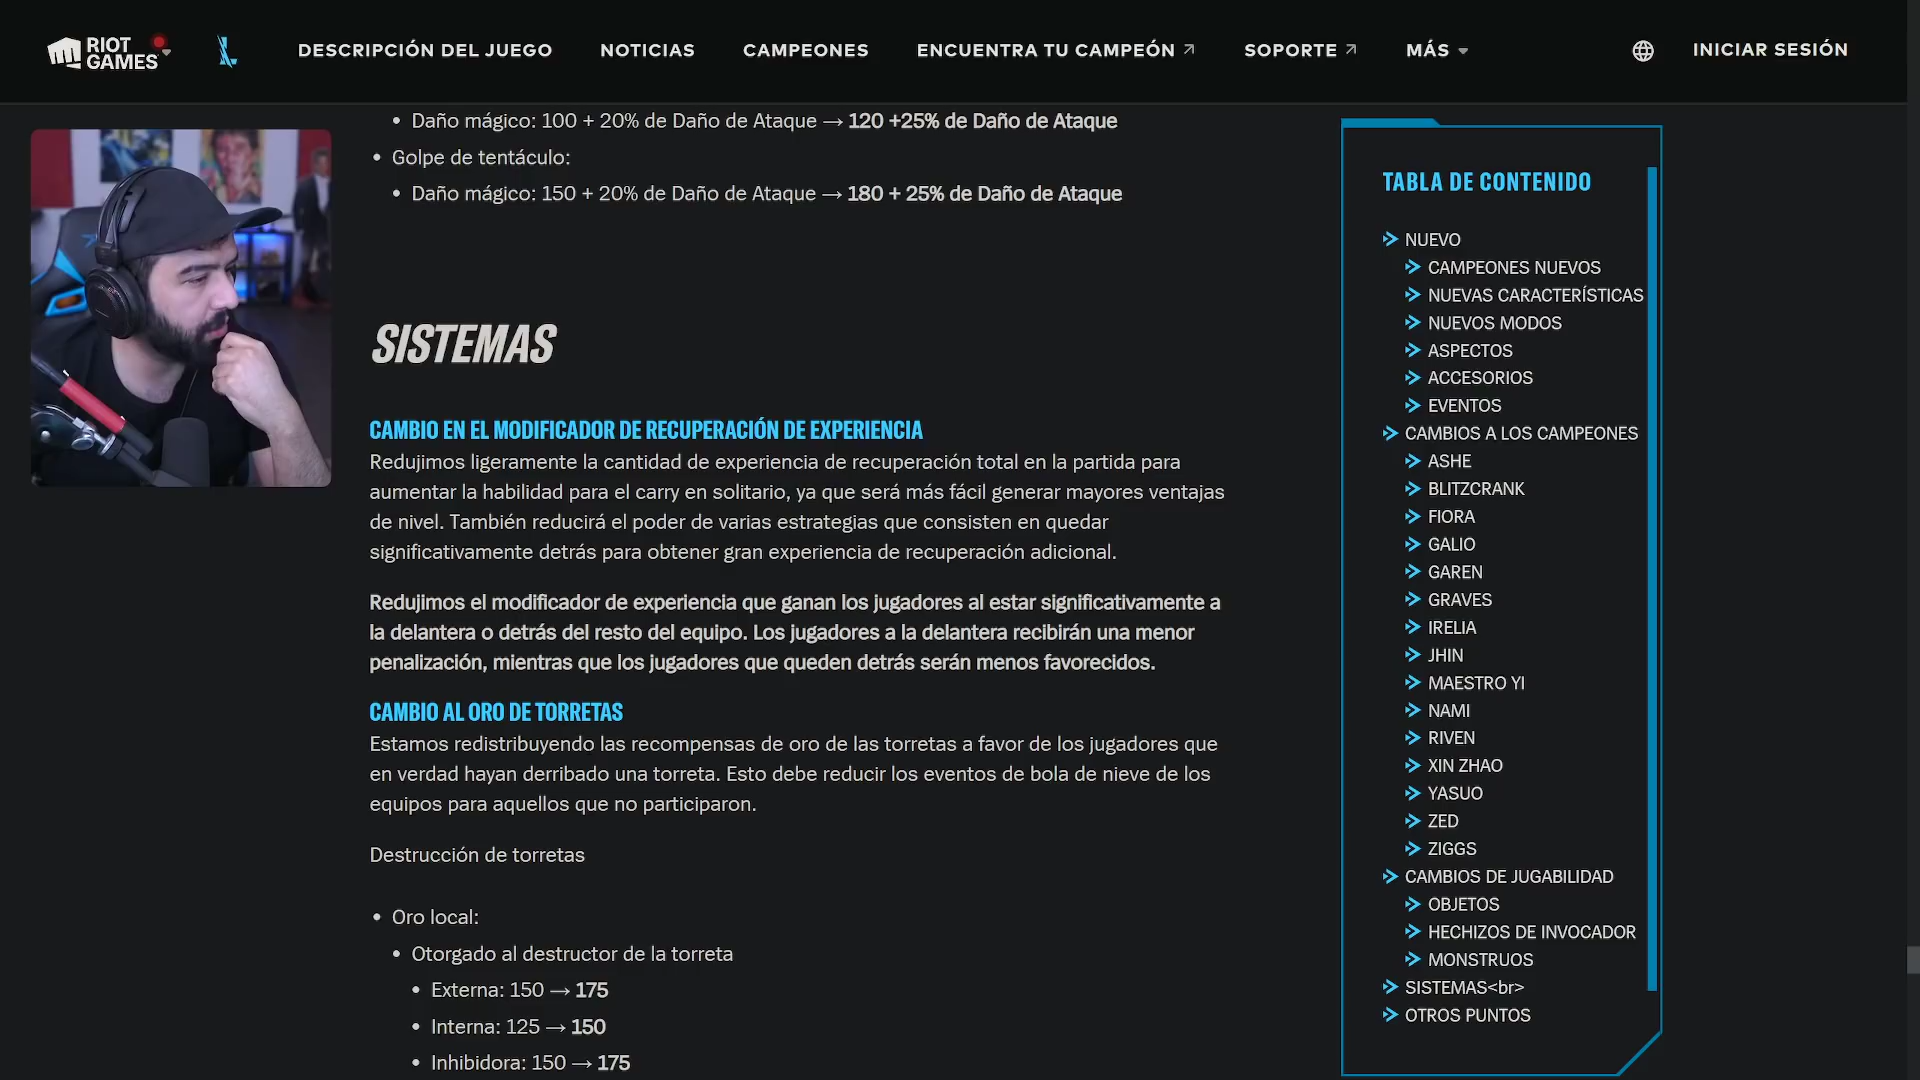 RIOT GAMES
DESCRIPCIÓN DEL JUEGO
NOTICIAS
CAMPEONES
ENCUENTRA TU CAMPEÓN
SOPORTE
MÁS
INICIAR SESIÓN
• Daño mágico: 100 + 20% de Daño de Ataque → 120 +25% de Daño de Ataque
• Golpe de tentáculo:
• Daño mágico: 150 + 20% de Daño de Ataque → 180 + 25% de Daño de Ataque
SISTEMAS
CAMBIO EN EL MODIFICADOR DE RECUPERACIÓN DE EXPERIENCIA
Redujimos ligeramente la cantidad de experiencia de recuperación total en la partida para
aumentar la habilidad para el carry en solitario, ya que será más fácil generar mayores ventajas
de nivel. También reducirá el poder de varias estrategias que consisten en quedar
significativamente detrás para obtener gran experiencia de recuperación adicional.
Redujimos el modificador de experiencia que ganan los jugadores al estar significativamente a
la delantera o detrás del resto del equipo. Los jugadores a la delantera recibirán una menor
penalización, mientras que los jugadores que queden detrás serán menos favorecidos.
CAMBIO AL ORO DE TORRETAS
Estamos redistribuyendo las recompensas de oro de las torretas a favor de los jugadores que
en verdad hayan derribado una torreta. Esto debe reducir los eventos de bola de nieve de los
equipos para aquellos que no participaron.
Destrucción de torretas
• Oro local:
• Otorgado al destructor de la torreta
• Externa: 150 → 175
• Interna: 125 → 150
• Inhibidora: 150 → 175
TABLA DE CONTENIDO
NUEVO
CAMPEONES NUEVOS
NUEVAS CARACTERÍSTICAS
NUEVOS MODOS
ASPECTOS
ACCESORIOS
EVENTOS
CAMBIOS A LOS CAMPEONES
ASHE
BLITZCRANK
FIORA
GALIO
GAREN
GRAVES
IRELIA
JHIN
MAESTRO YI
NAMI
RIVEN
XIN ZHAO
YASUO
ZED
ZIGGS
CAMBIOS DE JUGABILIDAD
OBJETOS
HECHIZOS DE INVOCADOR
MONSTRUOS
SISTEMAS<br>
OTROS PUNTOS